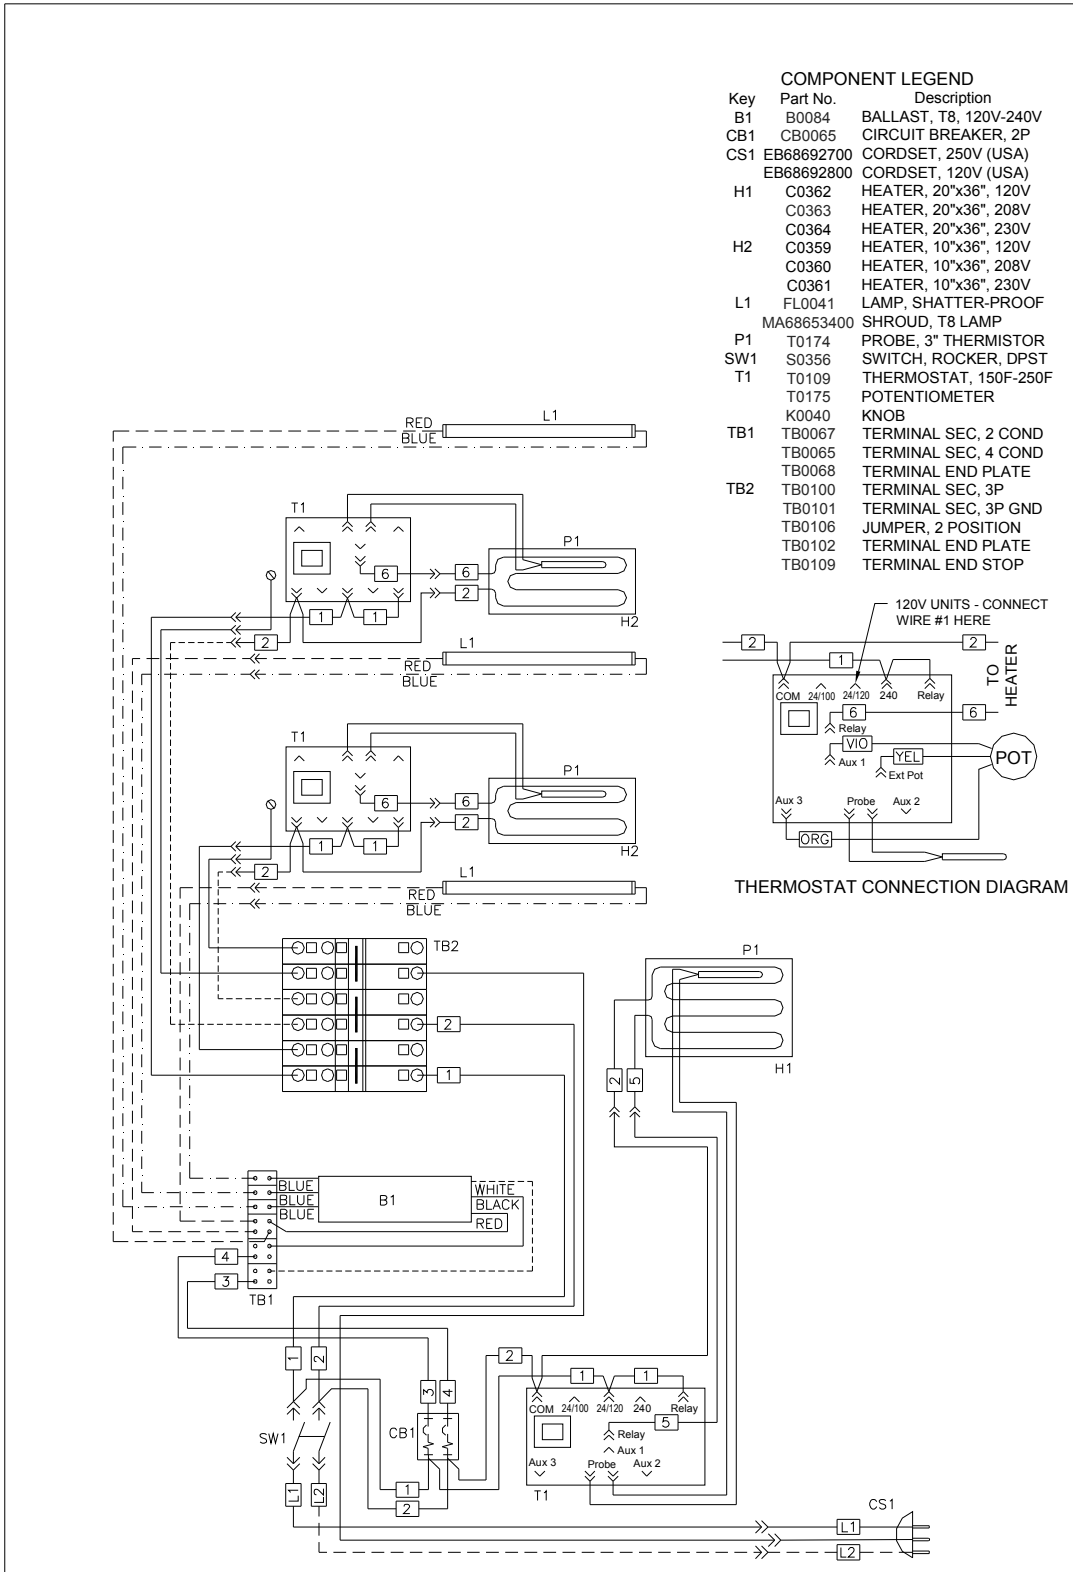 COMPONENT LEGEND
Key Part No. Description
B1 B0084 BALLAST, T8, 120V-240V
CB1 CB0065 CIRCUIT BREAKER, 2P
CS1 EB68692700 CORDSET, 250V (USA)
EB68692800 CORDSET, 120V (USA)
H1 C0362 HEATER, 20"x36", 120V
C0363 HEATER, 20"x36", 208V
C0364 HEATER, 20"x36", 230V
H2 C0359 HEATER, 10"x36", 120V
C0360 HEATER, 10"x36", 208V
C0361 HEATER, 10"x36", 230V
L1 FL0041 LAMP, SHATTER-PROOF
MA68653400 SHROUD, T8 LAMP
P1 T0174 PROBE, 3" THERMISTOR
SW1 S0356 SWITCH, ROCKER, DPST
T1 T0109 THERMOSTAT, 150F-250F
T0175 POTENTIOMETER
K0040 KNOB
TB1 TB0067 TERMINAL SEC, 2 COND
TB0065 TERMINAL SEC, 4 COND
TB0068 TERMINAL END PLATE
TB2 TB0100 TERMINAL SEC, 3P
TB0101 TERMINAL SEC, 3P GND
TB0106 JUMPER, 2 POSITION
TB0102 TERMINAL END PLATE
TB0109 TERMINAL END STOP
RED
BLUE
L1
T1
P1
6 6
2
1 1
2
H2
L1
RED
BLUE
T1
P1
6 6
2
1 1
2
H2
L1
RED
BLUE
120V UNITS - CONNECT
WIRE #1 HERE
2 2
1
TO
HEATER
COM 24/100 24/120 240 Relay
6 6
Relay
VIO
Aux 1
YEL
Ext Pot
POT
Aux 3 Probe Aux 2
ORG
THERMOSTAT CONNECTION DIAGRAM
TB2
2
1
P1
H1
2 5
BLUE
BLUE
BLUE
B1
WHITE
BLACK
RED
4
3
TB1
1 2
3 4
SW1
CB1
1
2
L1 L2
2
1 1
COM 24/100 24/120 240 Relay
5
Relay
Aux 1
Aux 3 Probe Aux 2
T1
CS1
L1
L2